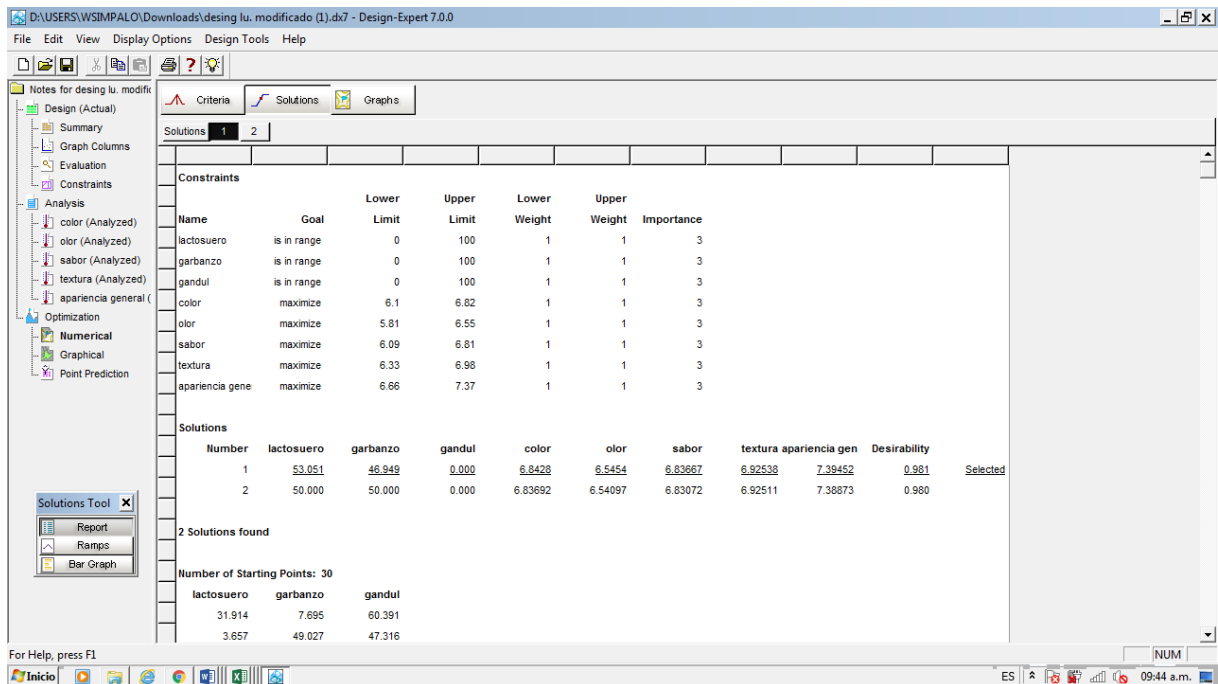 D:\USERS\WSIMPALO\Downloads\desing lu. modificado (1).dx7 - Design-Expert 7.0.0
File Edit View Display Options Design Tools Help
Notes for desing lu. modific
Design (Actual)
Summary
Graph Columns
Evaluation
Constraints
Analysis
color (Analyzed)
olor (Analyzed)
sabor (Analyzed)
textura (Analyzed)
apariencia general (
Optimization
Numerical
Graphical
Point Prediction
Criteria Solutions Graphs
Solutions 1 2
Constraints
Lower Upper Lower Upper
Name Goal Limit Limit Weight Weight Importance
lactosuero is in range 0 100 1 1 3
garbanzo is in range 0 100 1 1 3
gandul is in range 0 100 1 1 3
color maximize 6.1 6.82 1 1 3
olor maximize 5.81 6.55 1 1 3
sabor maximize 6.09 6.81 1 1 3
textura maximize 6.33 6.98 1 1 3
apariencia gene maximize 6.66 7.37 1 1 3
Solutions
Number lactosuero garbanzo gandul color olor sabor textura apariencia gen Desirability
1 53.051 46.949 0.000 6.8428 6.5454 6.83667 6.92538 7.39452 0.981 Selected
2 50.000 50.000 0.000 6.83692 6.54097 6.83072 6.92511 7.38873 0.980
2 Solutions found
Number of Starting Points: 30
lactosuero garbanzo gandul
31.914 7.695 60.391
3.657 49.027 47.316
Solutions Tool
Report
Ramps
Bar Graph
For Help, press F1
NUM
Inicio
ES 09:44 a.m.